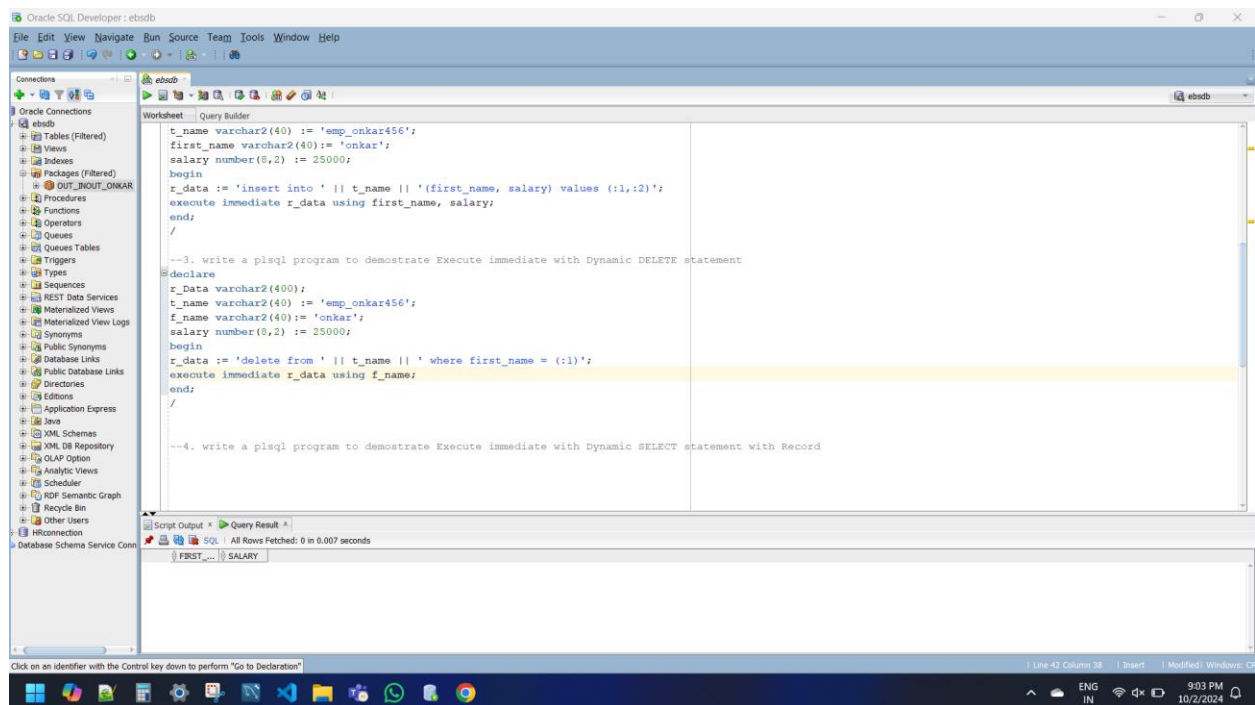 Oracle SQL Developer : ebsdb
File Edit View Navigate Run Source Team Tools Window Help
Connections
ebsdb
ebsdb
Worksheet Query Builder
Oracle Connections
ebsdb
Tables (Filtered)
Views
Indexes
Packages (Filtered)
OUT_INOUT_ONKAR
Procedures
Functions
Operators
Queues
Queues Tables
Triggers
Types
Sequences
REST Data Services
Materialized Views
Materialized View Logs
Synonyms
Public Synonyms
Database Links
Public Database Links
Directories
Editions
Application Express
Java
XML Schemas
XML DB Repository
OLAP Option
Analytic Views
Scheduler
RDF Semantic Graph
Recycle Bin
Other Users
HRconnection
Database Schema Service Conn
t_name varchar2(40) := 'emp_onkar456';
first_name varchar2(40):= 'onkar';
salary number(8,2) := 25000;
begin
r_data := 'insert into ' || t_name || '(first_name, salary) values (:1,:2)';
execute immediate r_data using first_name, salary;
end;
/
--3. write a plsql program to demostrate Execute immediate with Dynamic DELETE statement
declare
r_Data varchar2(400);
t_name varchar2(40) := 'emp_onkar456';
f_name varchar2(40):= 'onkar';
salary number(8,2) := 25000;
begin
r_data := 'delete from ' || t_name || ' where first_name = (:1)';
execute immediate r_data using f_name;
end;
/
--4. write a plsql program to demostrate Execute immediate with Dynamic SELECT statement with Record
Script Output Query Result
SQL | All Rows Fetched: 0 in 0.007 seconds
FIRST_... SALARY
Click on an identifier with the Control key down to perform "Go to Declaration"
Line 42 Column 38 | Insert | Modified | Windows: CR
ENG
IN
9:03 PM
10/2/2024